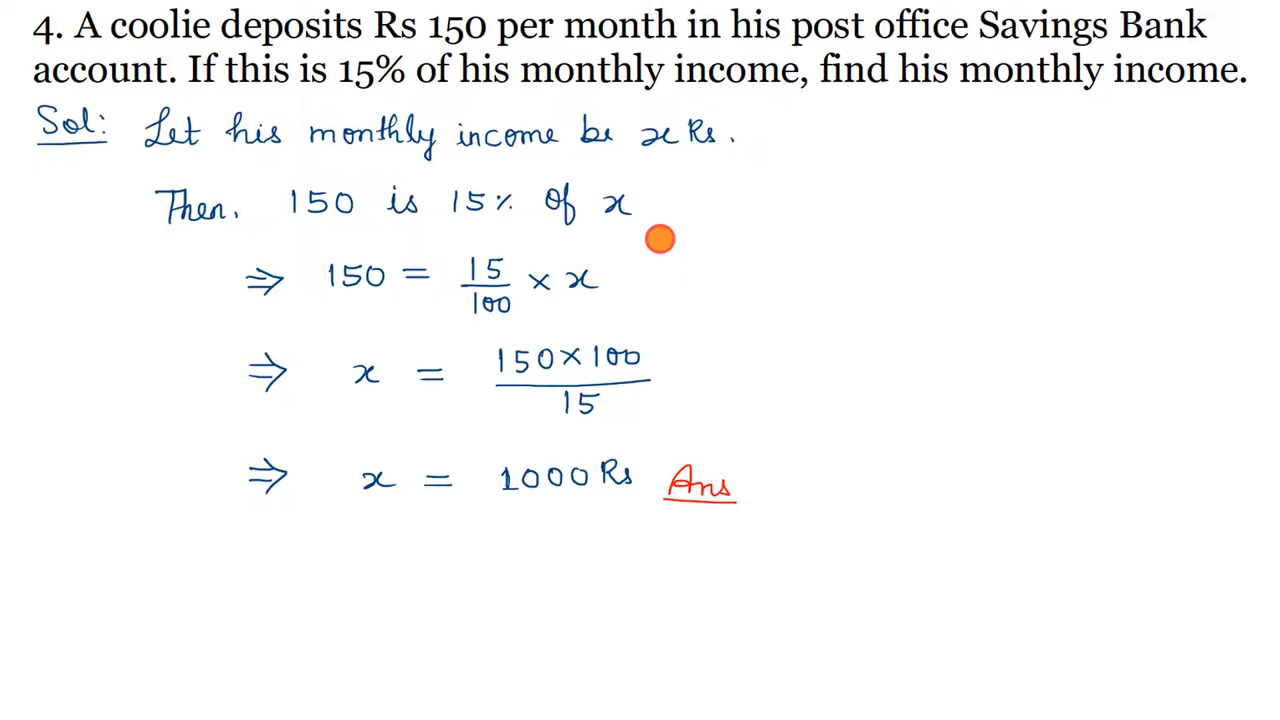 4. A coolie deposits Rs 150 per month in his post office Savings Bank
account. If this is 15% of his monthly income, find his monthly income.
Sol: Let his monthly income be x Rs.
Then. 150 is 15% of x
⇒ 150 = 15/100 × x
⇒ x = 150×100/15
⇒ x = 1000 Rs Ans